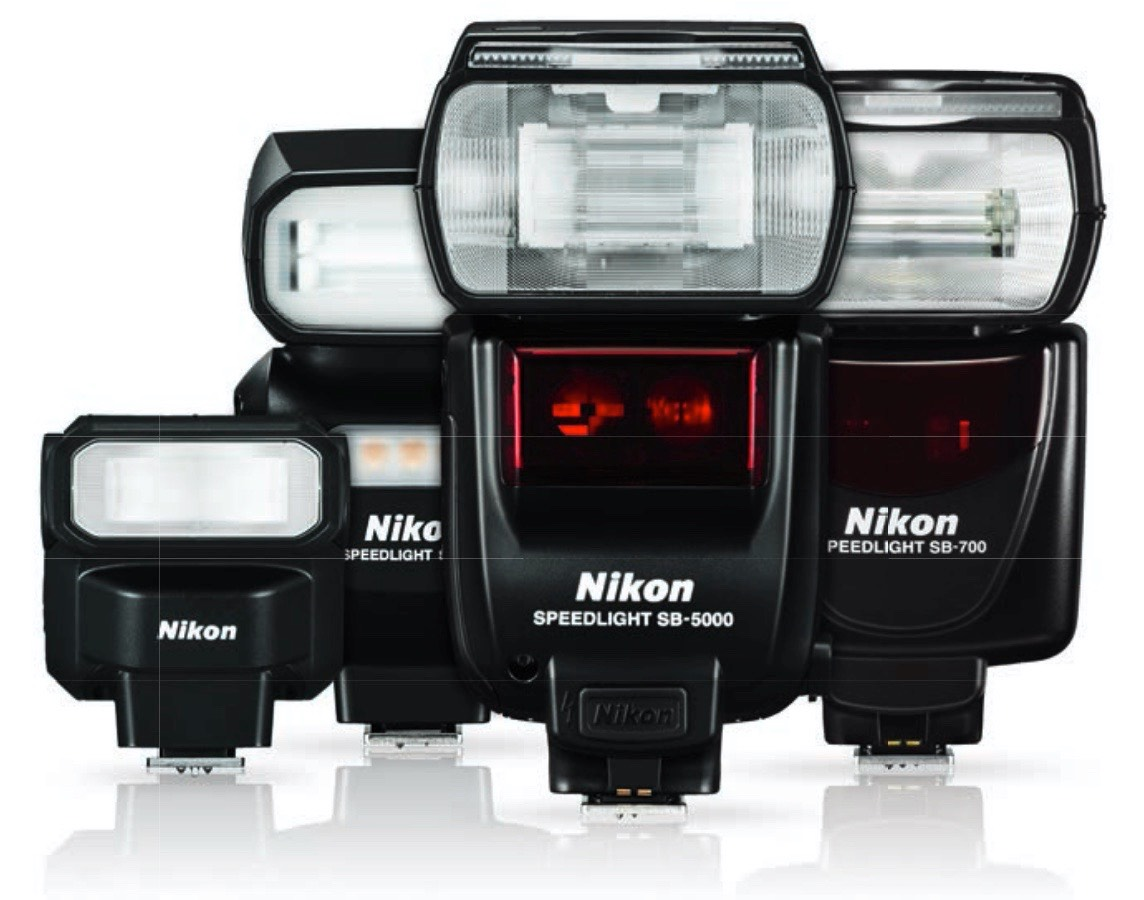 Nikon
Niko
SPEEDLIGHT S
Nikon
SPEEDLIGHT SB-5000
Nikon
Nikon
PEEDLIGHT SB-700